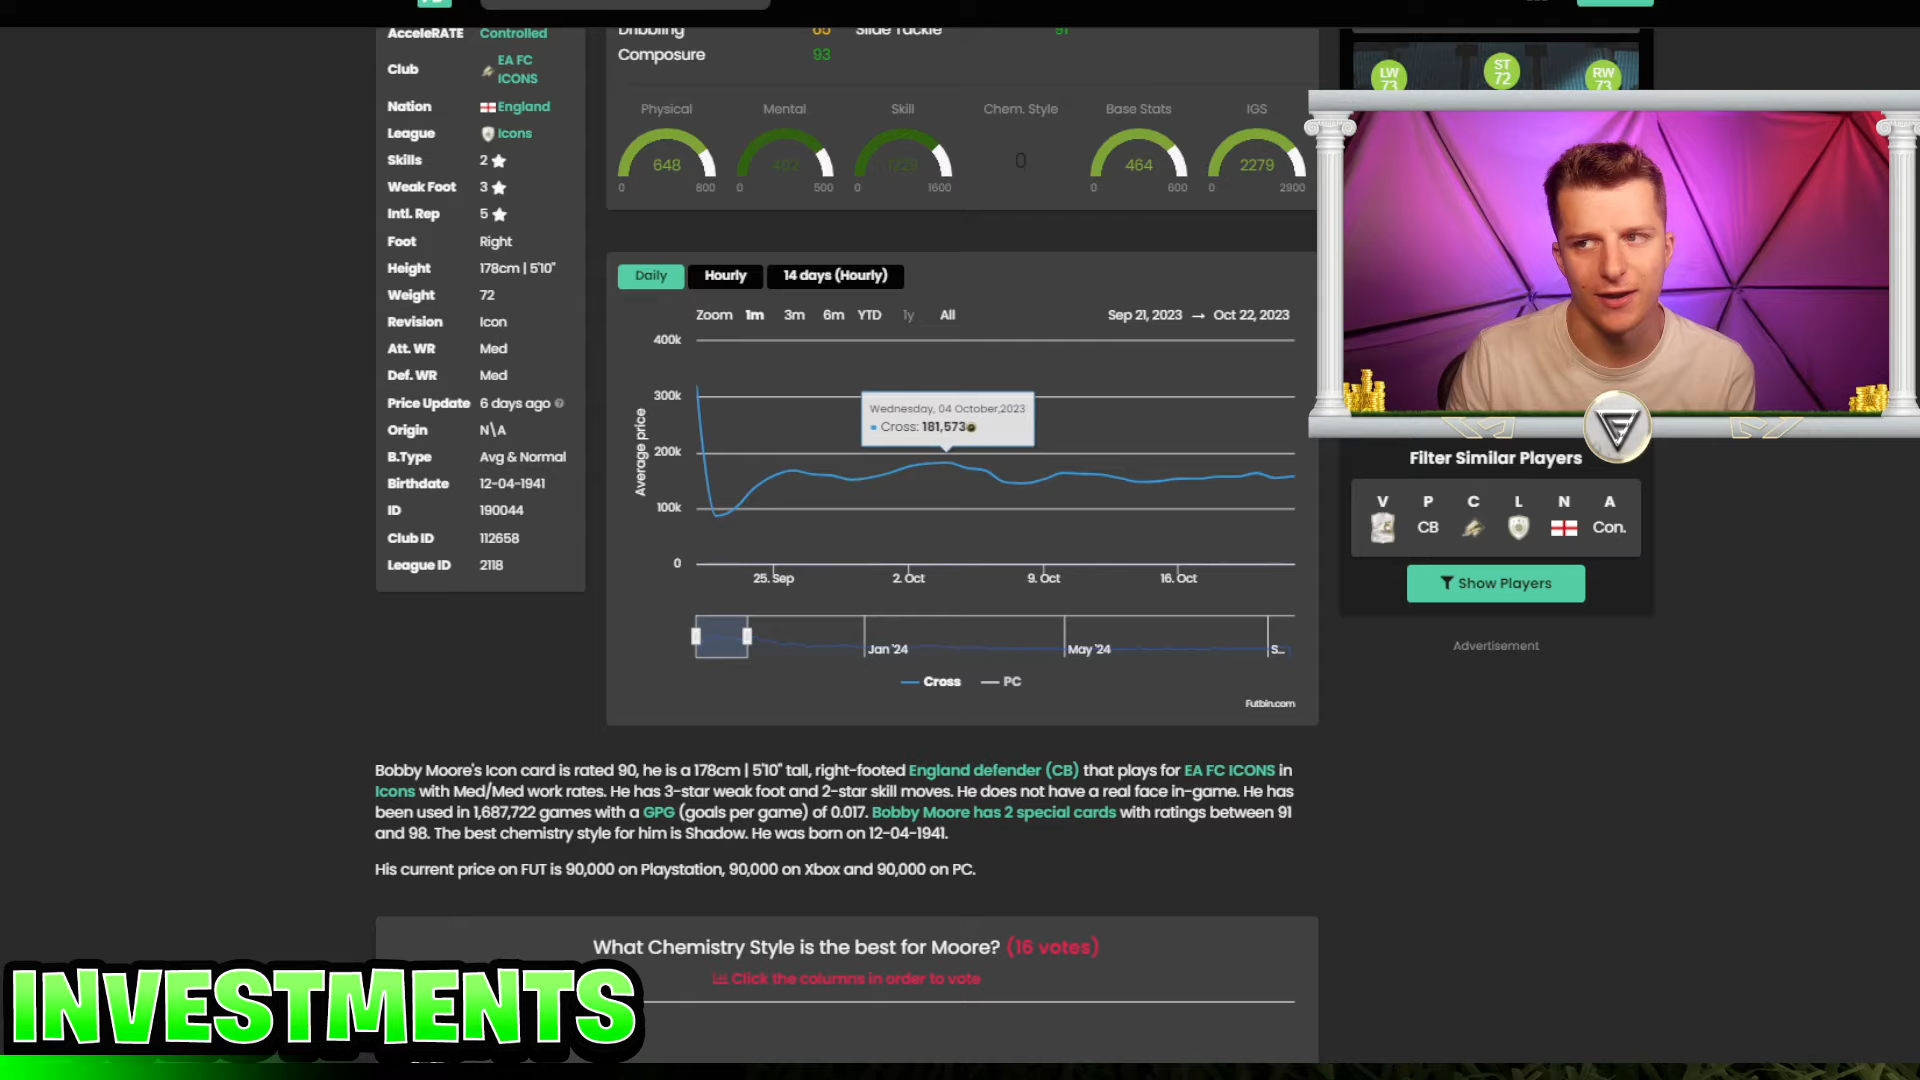 AcceleRATE Controlled
Club EA FC ICONS
Nation England
League Icons
Skills 2
Weak Foot 3
Intl. Rep 5
Foot Right
Height 178cm | 5'10"
Weight 72
Revision Icon
Att. WR Med
Def. WR Med
Price Update 6 days ago
Origin N\A
B.Type Avg & Normal
Birthdate 12-04-1941
ID 190044
Club ID 112658
League ID 2118
Dribbling 65 Slide Tackle 91
Composure 93
Physical Mental Skill Chem. Style Base Stats IGS
648 402 1229 0 464 2279
0 800 0 500 0 1600 0 600 0 2900
Daily Hourly 14 days (Hourly)
Zoom 1m 3m 6m YTD 1y All Sep 21, 2023 → Oct 22, 2023
Average price
400k
300k
200k
100k
0
Wednesday, 04 October,2023
Cross: 181,573
25. Sep 2. Oct 9. Oct 16. Oct
Jan '24 May '24 S...
Cross PC
Futbin.com
LW 73
ST 72
RW 73
Filter Similar Players
V P C L N A
CB Con.
Show Players
Advertisement
Bobby Moore's Icon card is rated 90, he is a 178cm | 5'10" tall, right-footed England defender (CB) that plays for EA FC ICONS in
Icons with Med/Med work rates. He has 3-star weak foot and 2-star skill moves. He does not have a real face in-game. He has
been used in 1,687,722 games with a GPG (goals per game) of 0.017. Bobby Moore has 2 special cards with ratings between 91
and 98. The best chemistry style for him is Shadow. He was born on 12-04-1941.
His current price on FUT is 90,000 on Playstation, 90,000 on Xbox and 90,000 on PC.
What Chemistry Style is the best for Moore? (16 votes)
Click the columns in order to vote
INVESTMENTS